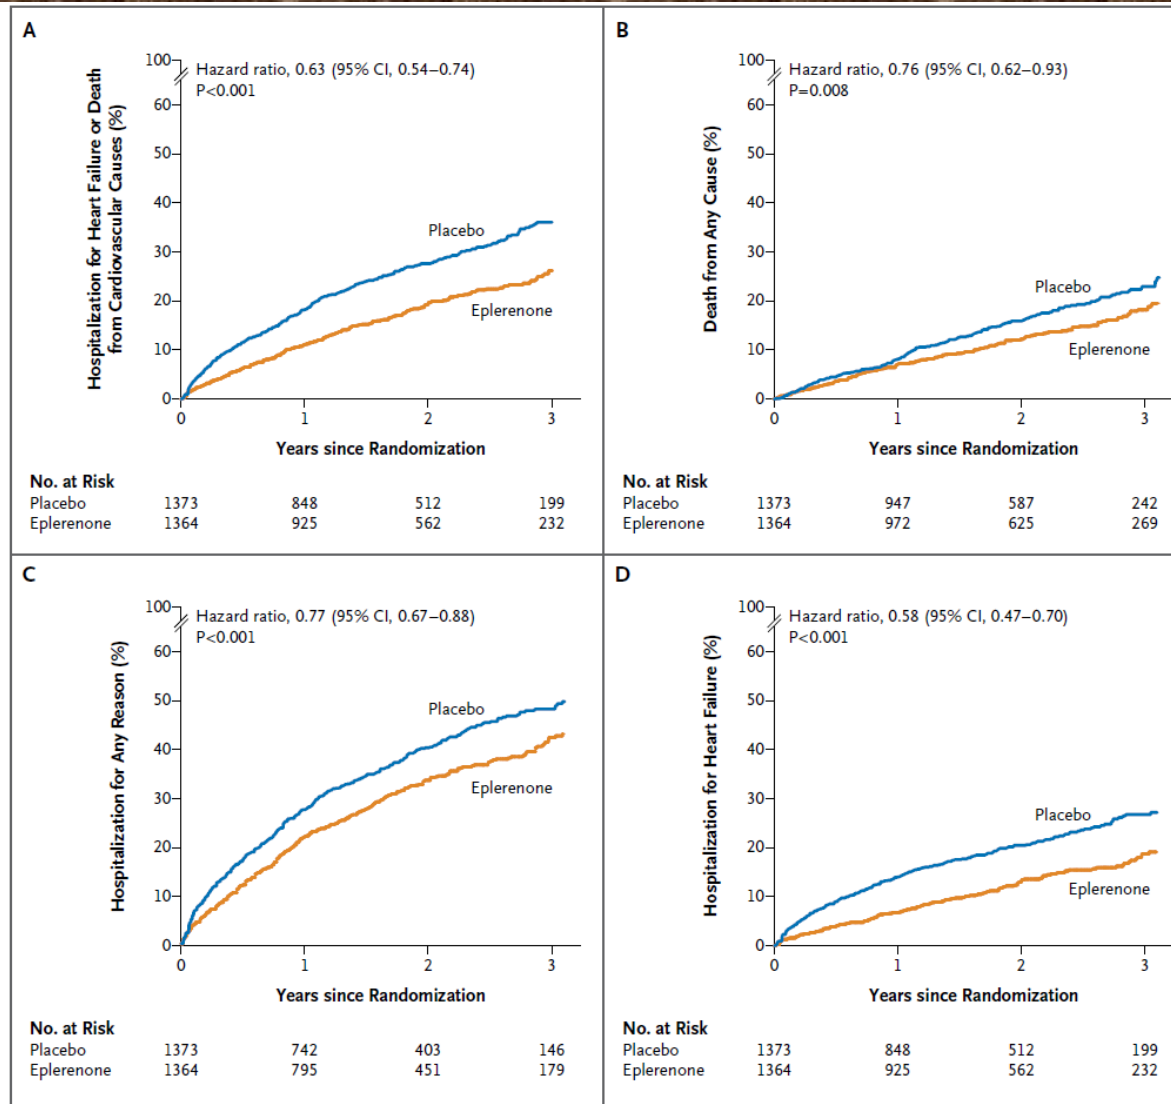 A
Hospitalization for Heart Failure or Death
from Cardiovascular Causes (%)
100
60
50
40
30
20
10
0
Hazard ratio, 0.63 (95% CI, 0.54–0.74)
P<0.001
Placebo
Eplerenone
0 1 2 3
Years since Randomization
No. at Risk
Placebo 1373 848 512 199
Eplerenone 1364 925 562 232
B
Death from Any Cause (%)
100
60
50
40
30
20
10
0
Hazard ratio, 0.76 (95% CI, 0.62–0.93)
P=0.008
Placebo
Eplerenone
0 1 2 3
Years since Randomization
No. at Risk
Placebo 1373 947 587 242
Eplerenone 1364 972 625 269
C
Hospitalization for Any Reason (%)
100
60
50
40
30
20
10
0
Hazard ratio, 0.77 (95% CI, 0.67–0.88)
P<0.001
Placebo
Eplerenone
0 1 2 3
Years since Randomization
No. at Risk
Placebo 1373 742 403 146
Eplerenone 1364 795 451 179
D
Hospitalization for Heart Failure (%)
100
60
50
40
30
20
10
0
Hazard ratio, 0.58 (95% CI, 0.47–0.70)
P<0.001
Placebo
Eplerenone
0 1 2 3
Years since Randomization
No. at Risk
Placebo 1373 848 512 199
Eplerenone 1364 925 562 232